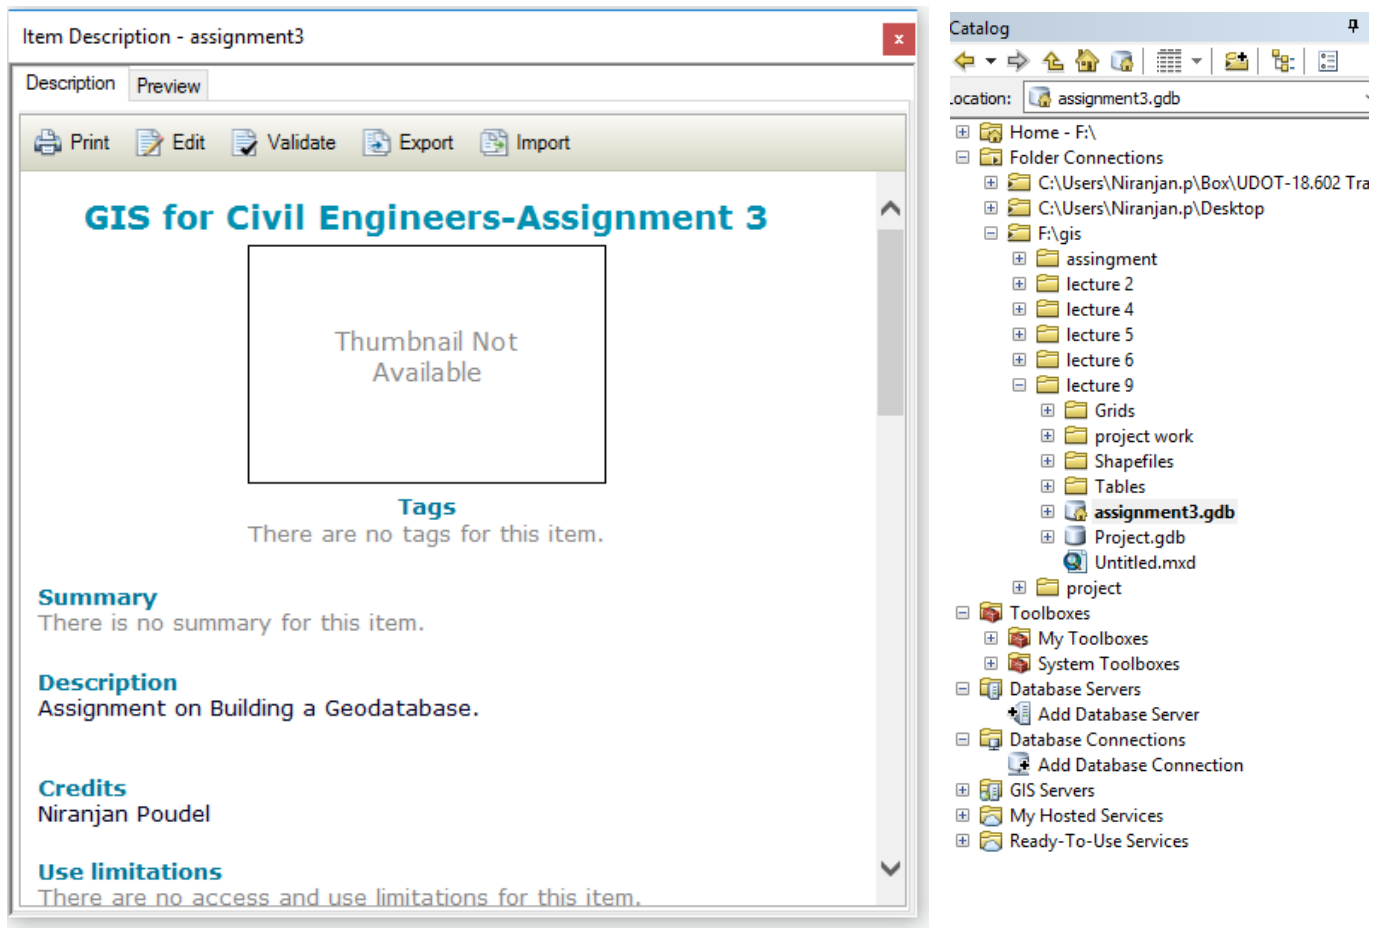 Item Description - assignment3
x
Description
Preview
Print
Edit
Validate
Export
Import
GIS for Civil Engineers-Assignment 3
Thumbnail Not
Available
Tags
There are no tags for this item.
Summary
There is no summary for this item.
Description
Assignment on Building a Geodatabase.
Credits
Niranjan Poudel
Use limitations
There are no access and use limitations for this item.
Catalog
.ocation:
assignment3.gdb
Home - F:\
Folder Connections
C:\Users\Niranjan.p\Box\UDOT-18.602 Tra
C:\Users\Niranjan.p\Desktop
F:\gis
assingment
lecture 2
lecture 4
lecture 5
lecture 6
lecture 9
Grids
project work
Shapefiles
Tables
assignment3.gdb
Project.gdb
Untitled.mxd
project
Toolboxes
My Toolboxes
System Toolboxes
Database Servers
Add Database Server
Database Connections
Add Database Connection
GIS Servers
My Hosted Services
Ready-To-Use Services